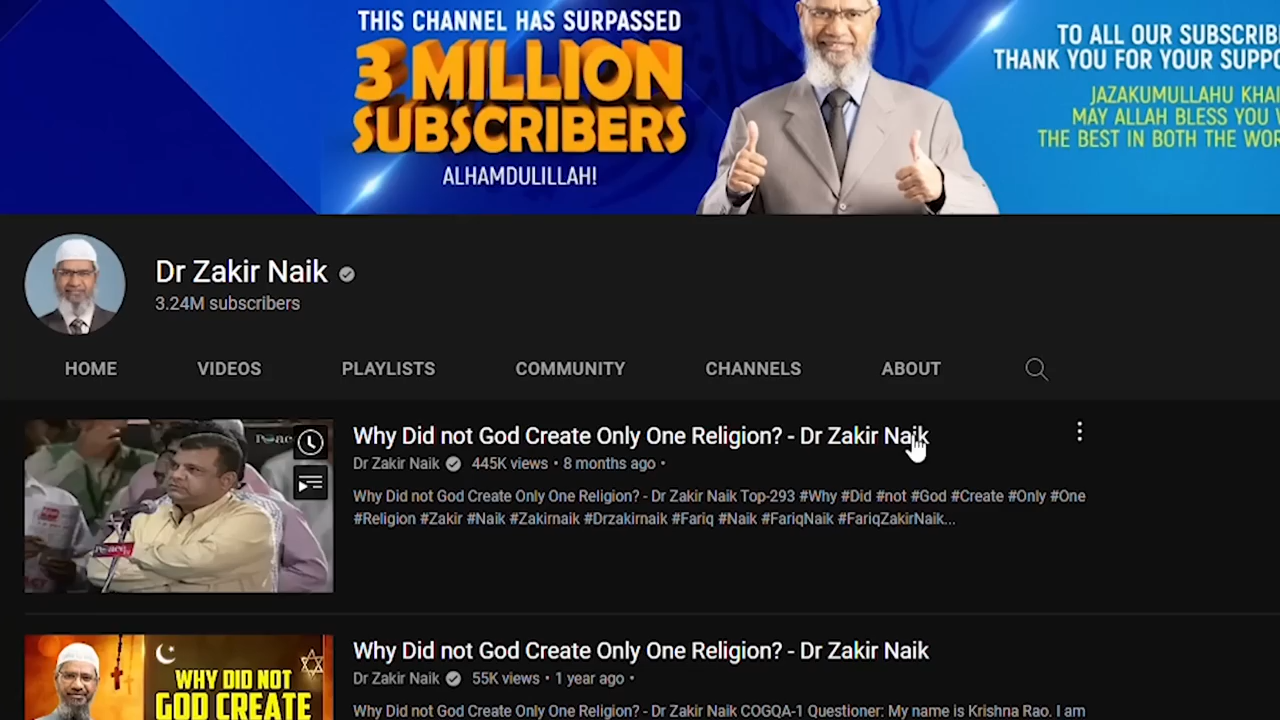 THIS CHANNEL HAS SURPASSED
3 MILLION
SUBSCRIBERS
ALHAMDULILLAH!
TO ALL OUR
THANK YOU FOR YOUR
JAZAKUMULLAHU
MAY ALLAH BLESS YOU
THE BEST IN BOTH THE
Dr Zakir Naik
3.24M subscribers
HOME VIDEOS PLAYLISTS COMMUNITY CHANNELS ABOUT
Why Did not God Create Only One Religion? - Dr Zakir Naik
Dr Zakir Naik 445K views • 8 months ago •
Why Did not God Create Only One Religion? - Dr Zakir Naik Top-293 #Why #Did #not #God #Create #Only #One
#Religion #Zakir #Naik #Zakirnaik #Drzakirnaik #Fariq #Naik #FariqNaik #FariqZakirNaik...
Why Did not God Create Only One Religion? - Dr Zakir Naik
Dr Zakir Naik 55K views • 1 year ago •
WHY DID NOT
GOD CREATE
Why Did not God Create Only One Religion? - Dr Zakir Naik COGQA-1 Questioner: My name is Krishna Rao. I am